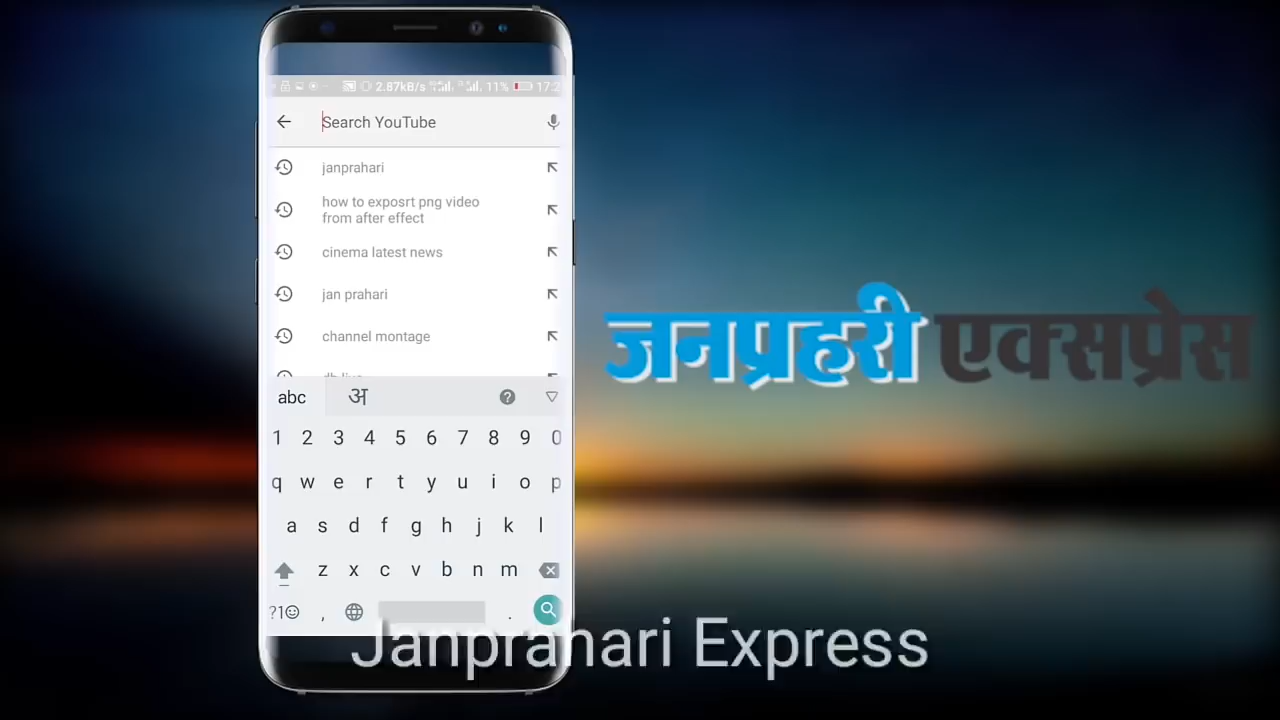 2.87kB/s 11% 17:2
Search YouTube
janprahari
how to exposrt png video
from after effect
cinema latest news
jan prahari
channel montage
abc अ ?
1 2 3 4 5 6 7 8 9 0
q w e r t y u i o p
a s d f g h j k l
z x c v b n m
?1☺ , .
जनप्रहरी एक्सप्रेस
Janprahari Express